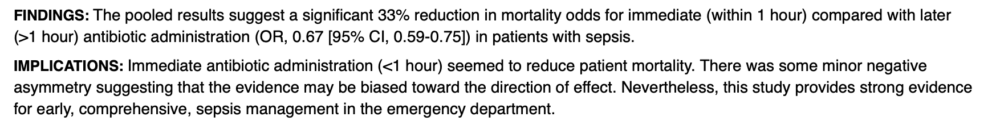 FINDINGS: The pooled results suggest a significant 33% reduction in mortality odds for immediate (within 1 hour) compared with later
(>1 hour) antibiotic administration (OR, 0.67 [95% CI, 0.59-0.75]) in patients with sepsis.
IMPLICATIONS: Immediate antibiotic administration (<1 hour) seemed to reduce patient mortality. There was some minor negative
asymmetry suggesting that the evidence may be biased toward the direction of effect. Nevertheless, this study provides strong evidence
for early, comprehensive, sepsis management in the emergency department.